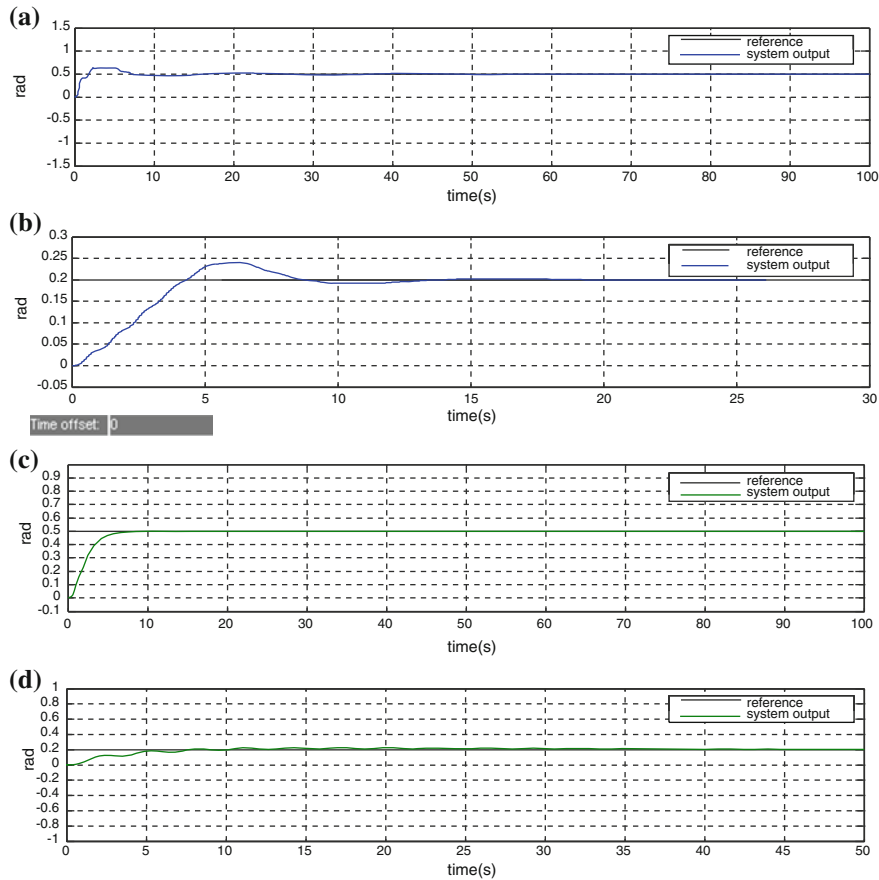 (a)
1.5
1
0.5
0
-0.5
-1
-1.5
rad
reference
system output
0 10 20 30 40 50 60 70 80 90 100
time(s)
(b)
0.3
0.25
0.2
0.15
0.1
0.05
0
-0.05
rad
reference
system output
0 5 10 15 20 25 30
time(s)
Time offset: 0
(c)
0.9
0.8
0.7
0.6
0.5
0.4
0.3
0.2
0.1
0
-0.1
rad
reference
system output
0 10 20 30 40 50 60 70 80 90 100
time(s)
(d)
1
0.8
0.6
0.4
0.2
0
-0.2
-0.4
-0.6
-0.8
-1
rad
reference
system output
0 5 10 15 20 25 30 35 40 45 50
time(s)